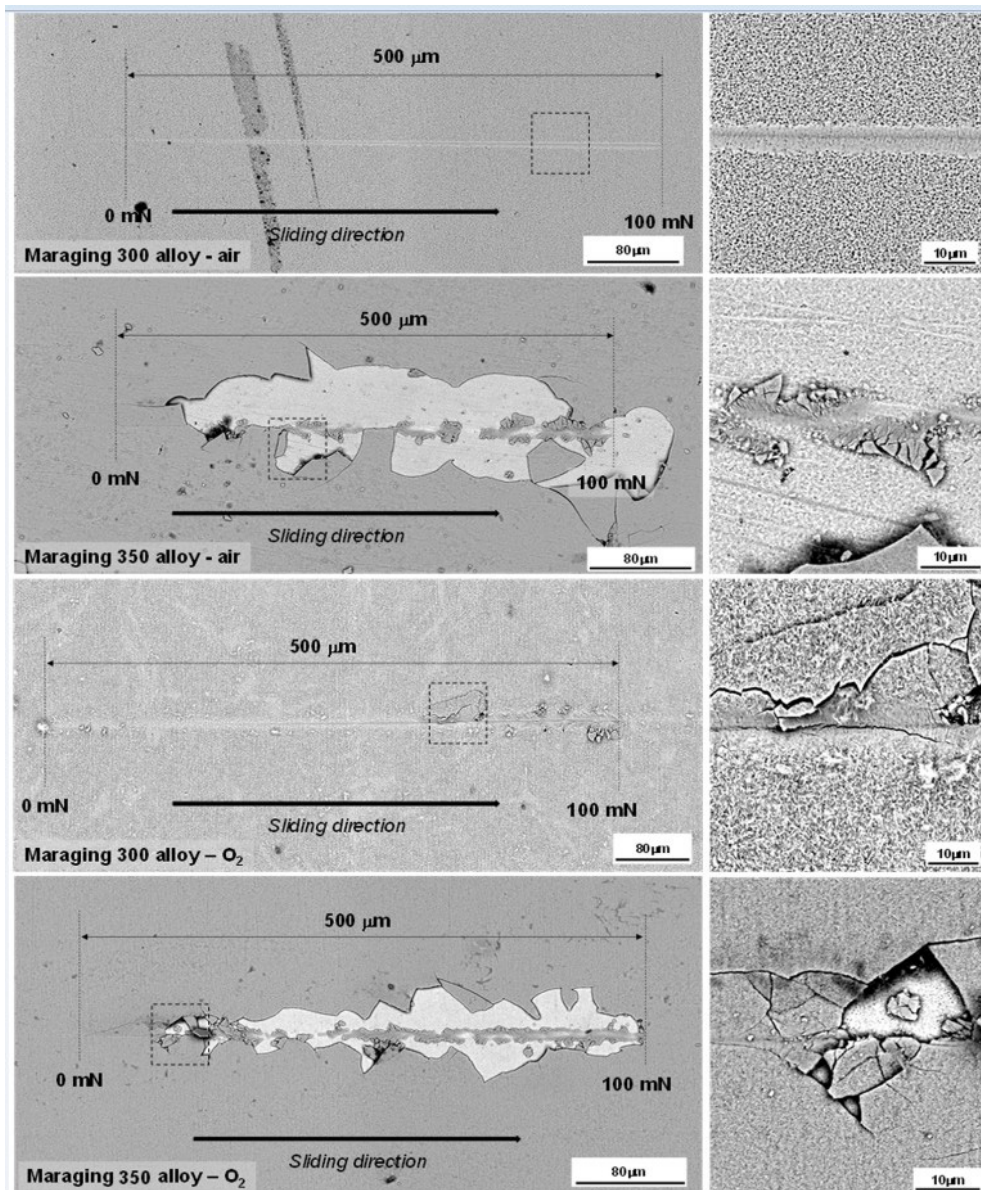 500 μm
0 mN
100 mN
Sliding direction
Maraging 300 alloy - air
80μm
10μm
500 μm
0 mN
100 mN
Sliding direction
Maraging 350 alloy - air
80μm
10μm
500 μm
0 mN
100 mN
Sliding direction
Maraging 300 alloy – O₂
80μm
10μm
500 μm
0 mN
100 mN
Sliding direction
Maraging 350 alloy – O₂
80μm
10μm